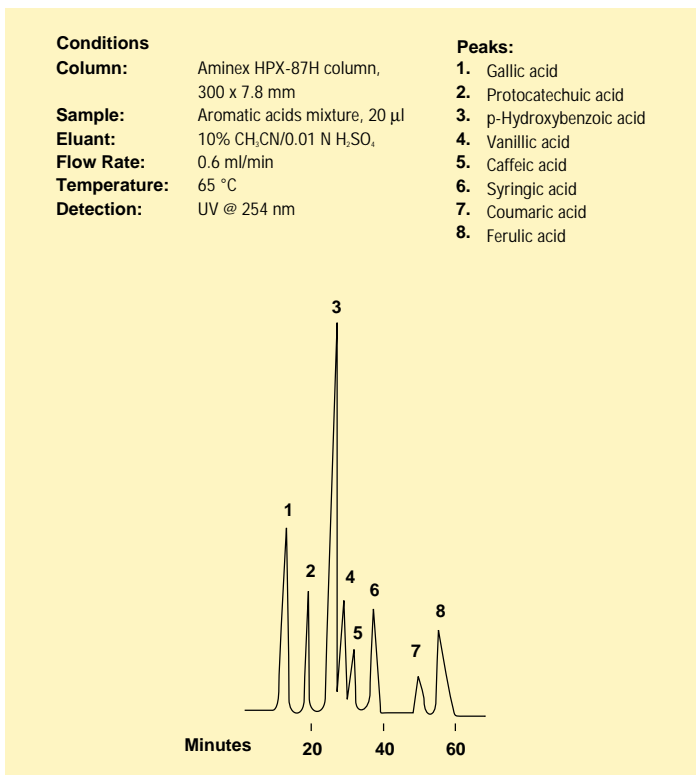 Conditions
Column: Aminex HPX-87H column,
300 x 7.8 mm
Sample: Aromatic acids mixture, 20 µl
Eluant: 10% CH₃CN/0.01 N H₂SO₄
Flow Rate: 0.6 ml/min
Temperature: 65 °C
Detection: UV @ 254 nm
Peaks:
1. Gallic acid
2. Protocatechuic acid
3. p-Hydroxybenzoic acid
4. Vanillic acid
5. Caffeic acid
6. Syringic acid
7. Coumaric acid
8. Ferulic acid
3
1
2
4
6
5
8
7
Minutes 20 40 60